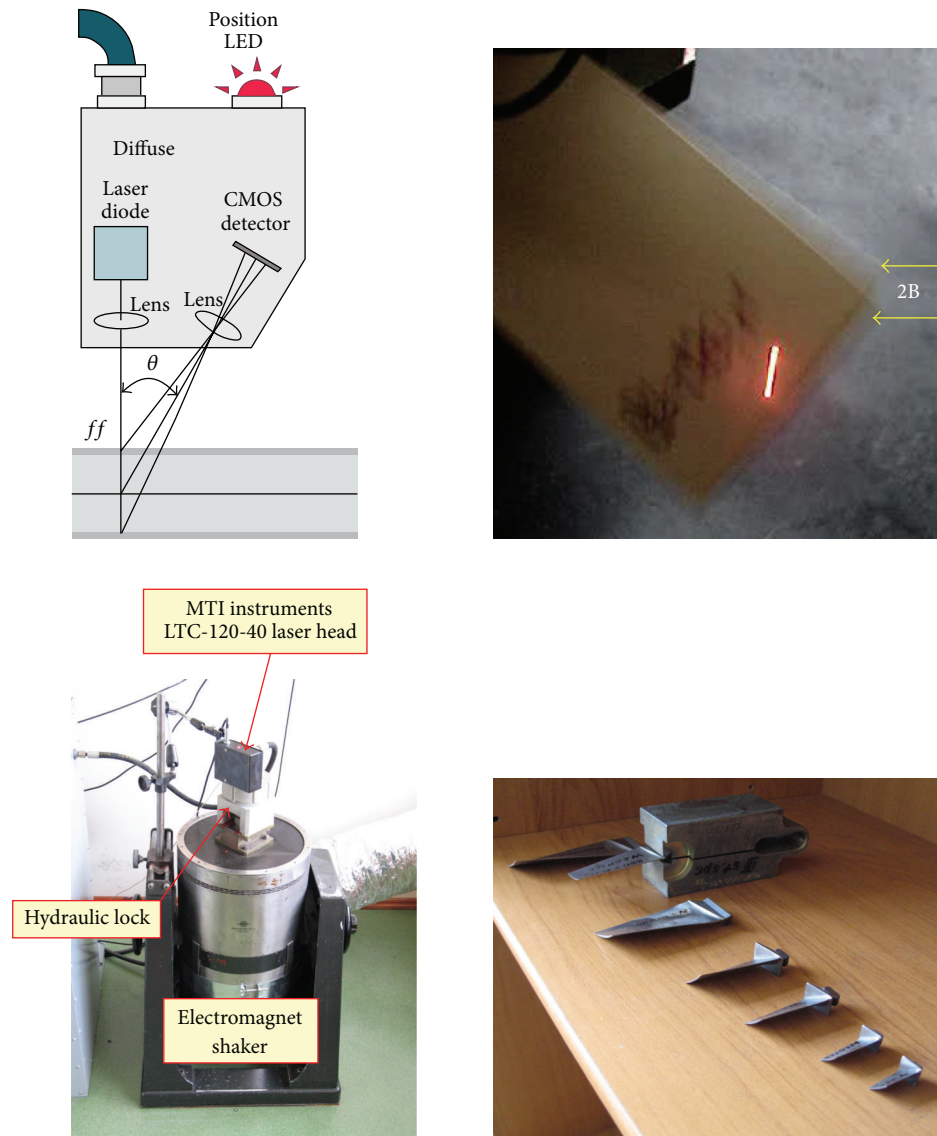 Position
LED
Diffuse
Laser
diode
CMOS
detector
Lens
Lens
θ
ff
2B
MTI instruments
LTC-120-40 laser head
Hydraulic lock
Electromagnet
shaker